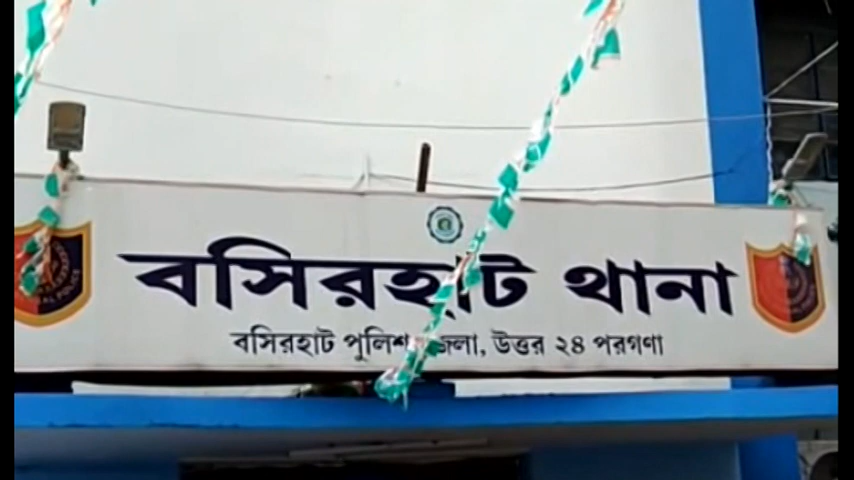 বসিরহাট থানা
বসিরহাট পুলিশ জেলা, উত্তর ২৪ পরগণা